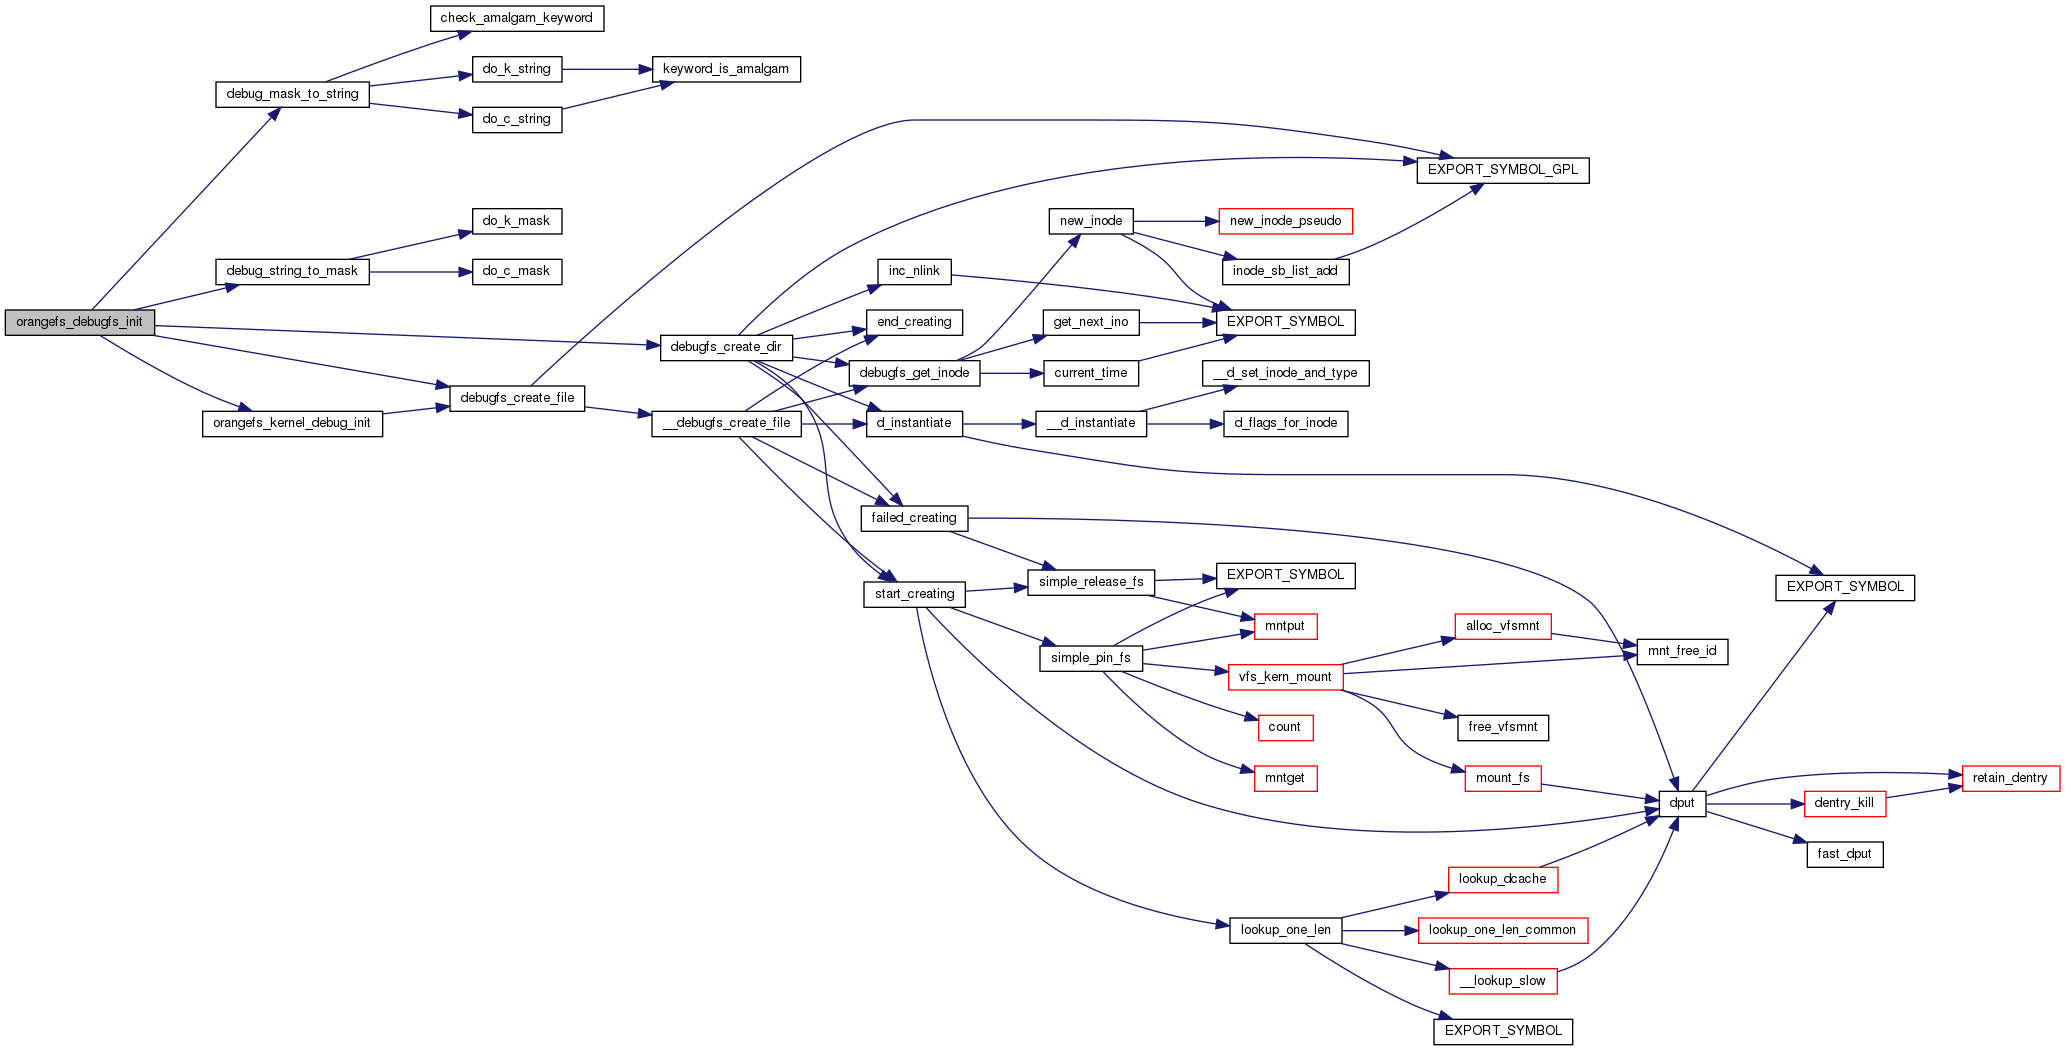 check_amalgam_keyword
do_k_string
keyword_is_amalgam
debug_mask_to_string
do_c_string
EXPORT_SYMBOL_GPL
do_k_mask
new_inode
new_inode_pseudo
debug_string_to_mask
do_c_mask
inc_nlink
inode_sb_list_add
orangefs_debugfs_init
end_creating
get_next_ino
EXPORT_SYMBOL
debugfs_create_dir
debugfs_get_inode
current_time
__d_set_inode_and_type
debugfs_create_file
orangefs_kernel_debug_init
__debugfs_create_file
d_instantiate
__d_instantiate
d_flags_for_inode
failed_creating
simple_release_fs
EXPORT_SYMBOL
EXPORT_SYMBOL
start_creating
mntput
alloc_vfsmnt
mnt_free_id
simple_pin_fs
vfs_kern_mount
count
free_vfsmnt
mntget
mount_fs
retain_dentry
dput
dentry_kill
fast_dput
lookup_dcache
lookup_one_len
lookup_one_len_common
__lookup_slow
EXPORT_SYMBOL